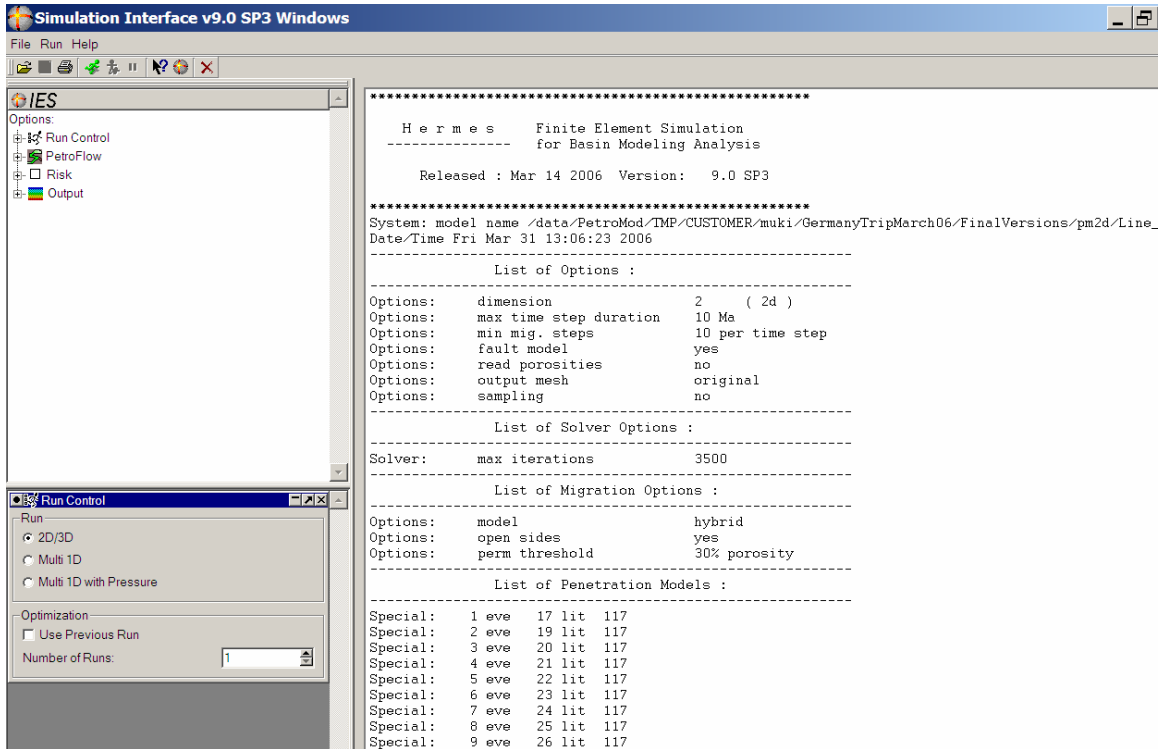 Simulation Interface v9.0 SP3 Windows
File Run Help
IES
Options:
Run Control
PetroFlow
Risk
Output
Run Control
Run
2D/3D
Multi 1D
Multi 1D with Pressure
Optimization
Use Previous Run
Number of Runs: 1
*****************************************************
H e r m e s Finite Element Simulation
--------------- for Basin Modeling Analysis
Released : Mar 14 2006 Version: 9.0 SP3
*****************************************************
System: model name /data/PetroMod/TMP/CUSTOMER/muki/GermanyTripMarch06/FinalVersions/pm2d/Line_
Date/Time Fri Mar 31 13:06:23 2006
----------------------------------------------------------
List of Options :
----------------------------------------------------------
Options: dimension 2 ( 2d )
Options: max time step duration 10 Ma
Options: min mig. steps 10 per time step
Options: fault model yes
Options: read porosities no
Options: output mesh original
Options: sampling no
----------------------------------------------------------
List of Solver Options :
----------------------------------------------------------
Solver: max iterations 3500
----------------------------------------------------------
List of Migration Options :
----------------------------------------------------------
Options: model hybrid
Options: open sides yes
Options: perm threshold 30% porosity
----------------------------------------------------------
List of Penetration Models :
----------------------------------------------------------
Special: 1 eve 17 lit 117
Special: 2 eve 19 lit 117
Special: 3 eve 20 lit 117
Special: 4 eve 21 lit 117
Special: 5 eve 22 lit 117
Special: 6 eve 23 lit 117
Special: 7 eve 24 lit 117
Special: 8 eve 25 lit 117
Special: 9 eve 26 lit 117